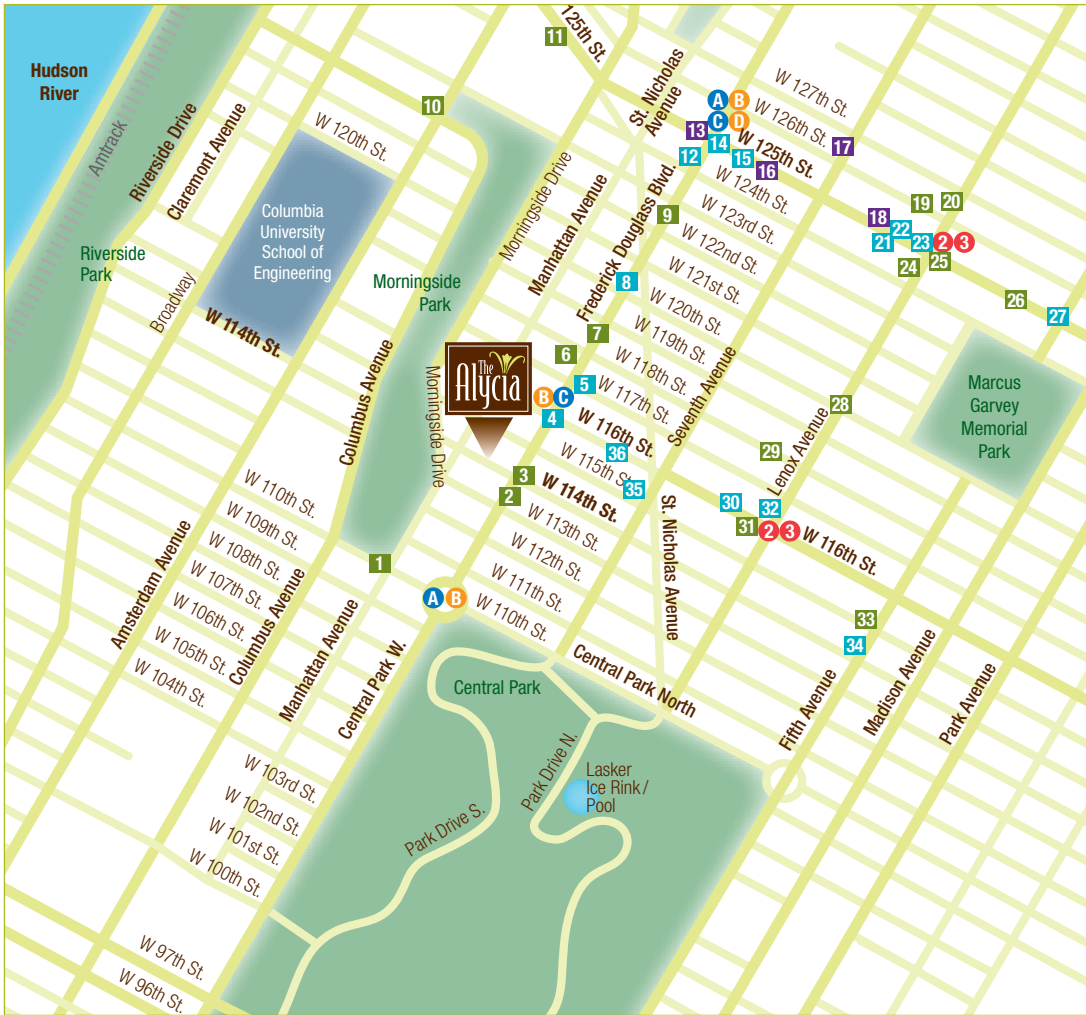 Hudson
River
Amtrack
Riverside Drive
Claremont Avenue
Riverside
Park
Broadway
W 120th St.
Columbia
University
School of
Engineering
W 114th St.
10
11
125th St.
St. Nicholas
Avenue
Morningside
Park
Morningside Drive
Manhattan Avenue
Frederick Douglass Blvd.
Columbus Avenue
Morningside Drive
A
B
C
D
13
14
12
15
16
17
W 127th St.
W 126th St.
W 125th St.
W 124th St.
W 123rd St.
W 122nd St.
W 121st St.
W 120th St.
W 119th St.
W 118th St.
W 117th St.
W 116th St.
W 115th St.
W 114th St.
W 113th St.
W 112th St.
W 111th St.
W 110th St.
9
8
7
6
5
B
C
4
36
35
3
2
The
Alycia
18
19
20
21
22
23
2
3
24
25
26
27
Marcus
Garvey
Memorial
Park
Seventh Avenue
Lenox Avenue
28
29
30
32
31
2
3
W 116th St.
St. Nicholas Avenue
33
34
Fifth Avenue
Madison Avenue
Park Avenue
1
A
B
Central Park North
W 110th St.
W 109th St.
W 108th St.
W 107th St.
W 106th St.
W 105th St.
W 104th St.
Amsterdam Avenue
Columbus Avenue
Manhattan Avenue
Central Park W.
Central Park
Park Drive N.
Park Drive S.
Lasker
Ice Rink /
Pool
W 103rd St.
W 102nd St.
W 101st St.
W 100th St.
W 97th St.
W 96th St.